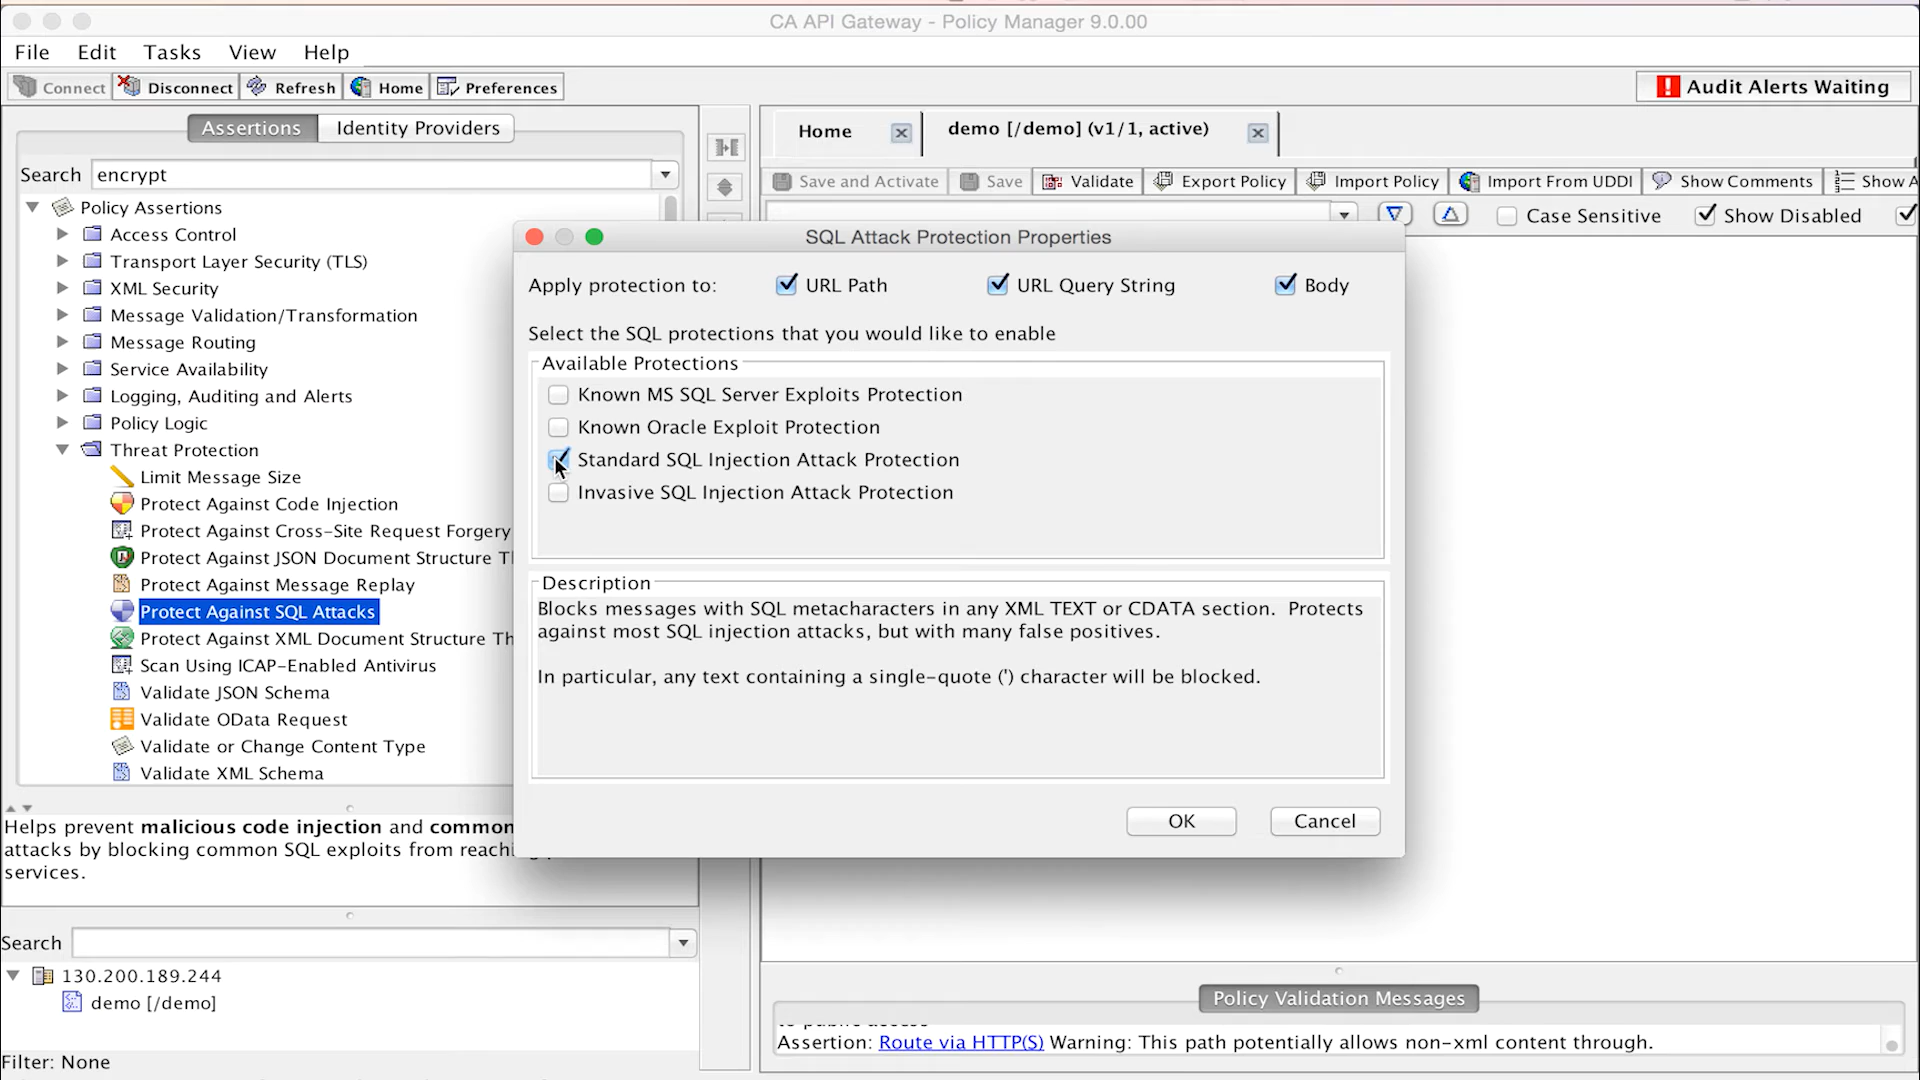 CA API Gateway - Policy Manager 9.0.00
File Edit Tasks View Help
Connect Disconnect Refresh Home Preferences
Audit Alerts Waiting
Assertions Identity Providers
Search encrypt
Policy Assertions
Access Control
Transport Layer Security (TLS)
XML Security
Message Validation/Transformation
Message Routing
Service Availability
Logging, Auditing and Alerts
Policy Logic
Threat Protection
Limit Message Size
Protect Against Code Injection
Protect Against Cross-Site Request Forgery
Protect Against JSON Document Structure
Protect Against Message Replay
Protect Against SQL Attacks
Protect Against XML Document Structure
Scan Using ICAP-Enabled Antivirus
Validate JSON Schema
Validate OData Request
Validate or Change Content Type
Validate XML Schema
Helps prevent malicious code injection and common
attacks by blocking common SQL exploits from
services.
Search
130.200.189.244
demo [/demo]
Filter: None
Home demo [/demo] (v1/1, active)
Save and Activate Save Validate Export Policy Import Policy Import From UDDI Show Comments Show
Case Sensitive Show Disabled
SQL Attack Protection Properties
Apply protection to: URL Path URL Query String Body
Select the SQL protections that you would like to enable
Available Protections
Known MS SQL Server Exploits Protection
Known Oracle Exploit Protection
Standard SQL Injection Attack Protection
Invasive SQL Injection Attack Protection
Description
Blocks messages with SQL metacharacters in any XML TEXT or CDATA section. Protects
against most SQL injection attacks, but with many false positives.
In particular, any text containing a single-quote (') character will be blocked.
OK Cancel
Policy Validation Messages
to public access
Assertion: Route via HTTP(S) Warning: This path potentially allows non-xml content through.